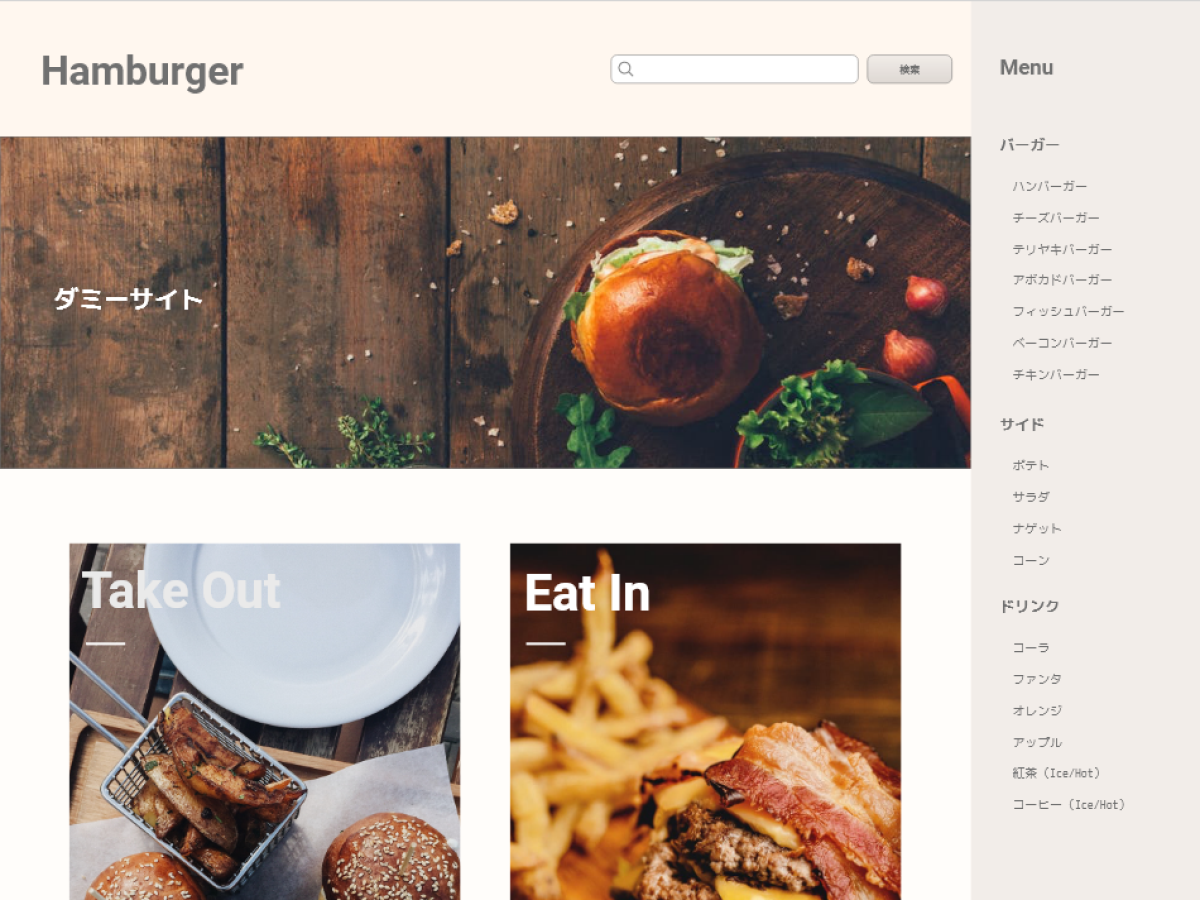 Hamburger
検索
ダミーサイト
Take Out
Eat In
Menu
バーガー
ハンバーガー
チーズバーガー
テリヤキバーガー
アボカドバーガー
フィッシュバーガー
ベーコンバーガー
チキンバーガー
サイド
ポテト
サラダ
ナゲット
コーン
ドリンク
コーラ
ファンタ
オレンジ
アップル
紅茶（Ice/Hot）
コーヒー（Ice/Hot）